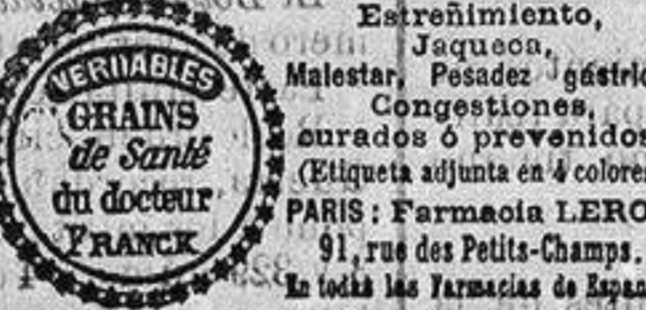 VERITABLES
GRAINS
de Santé
du docteur
FRANCK
Estreñimiento,
Jaqueca,
Malestar, Pesadez gástric
Congestiones,
curados ó prevenidos
(Etiqueta adjunta en 4 colores
PARIS: Farmacia LERO
91, rue des Petits-Champs.
En todas las Farmacias de Espan